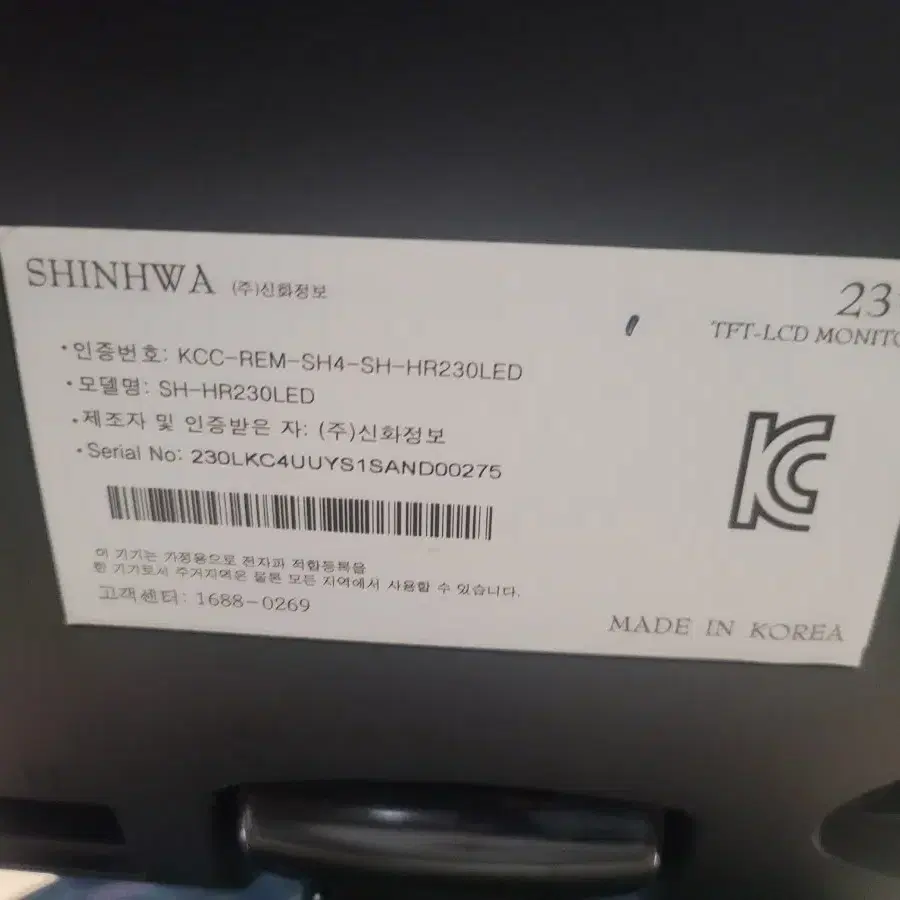 SHINHWA (주)신화정보
23"
TFT-LCD MONITO
•인증번호: KCC-REM-SH4-SH-HR230LED
•모델명: SH-HR230LED
•제조자 및 인증받은 자: (주)신화정보
•Serial No: 230LKC4UUYS1SAND00275
이 기기는 가정용으로 전자파 적합등록을
한 기기로서 주거지역은 물론 모든 지역에서 사용할 수 있습니다.
고객센터: 1688-0269
MADE IN KOREA